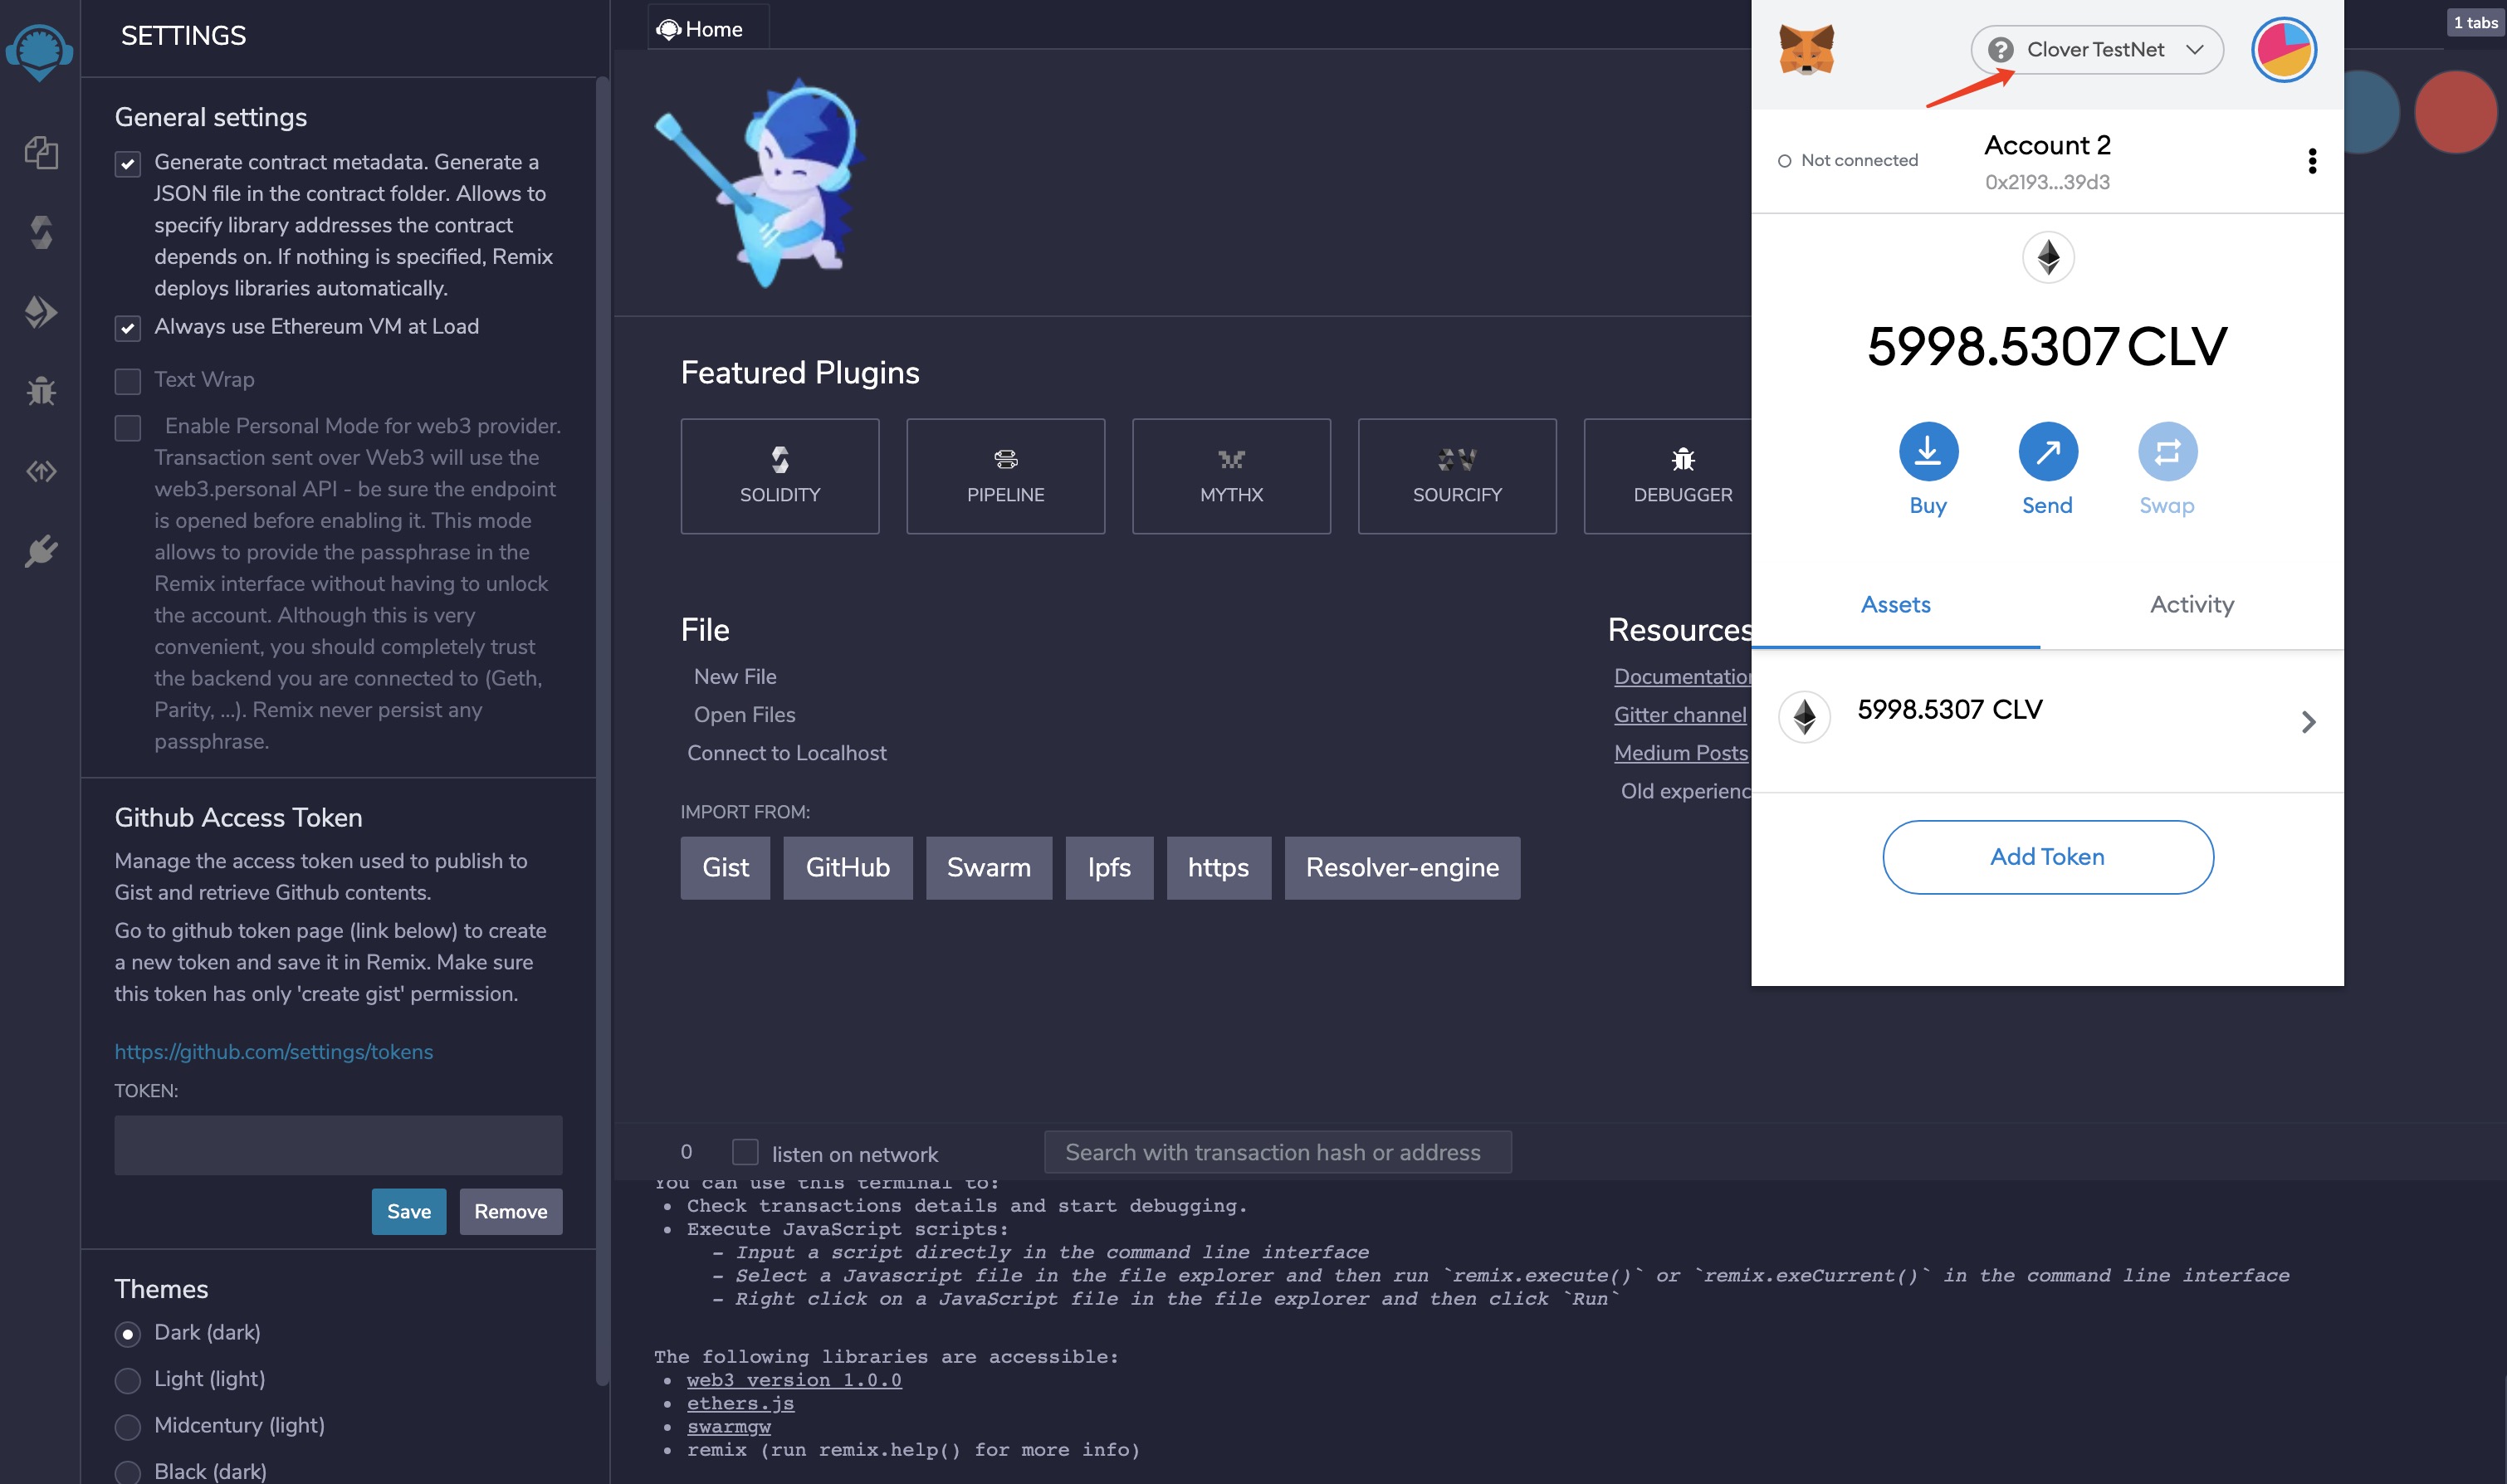 SETTINGS
General settings
Generate contract metadata. Generate a
JSON file in the contract folder. Allows to
specify library addresses the contract
depends on. If nothing is specified, Remix
deploys libraries automatically.
Always use Ethereum VM at Load
Text Wrap
Enable Personal Mode for web3 provider.
Transaction sent over Web3 will use the
web3.personal API - be sure the endpoint
is opened before enabling it. This mode
allows to provide the passphrase in the
Remix interface without having to unlock
the account. Although this is very
convenient, you should completely trust
the backend you are connected to (Geth,
Parity, ...). Remix never persist any
passphrase.
Github Access Token
Manage the access token used to publish to
Gist and retrieve Github contents.
Go to github token page (link below) to create
a new token and save it in Remix. Make sure
this token has only 'create gist' permission.
https://github.com/settings/tokens
TOKEN:
Save Remove
Themes
Dark (dark)
Light (light)
Midcentury (light)
Black (dark)
Home
1 tabs
Featured Plugins
SOLIDITY PIPELINE MYTHX SOURCIFY DEBUGGER
File
New File
Open Files
Connect to Localhost
IMPORT FROM:
Gist GitHub Swarm Ipfs https Resolver-engine
Resources
Documentation
Gitter channel
Medium Posts
Old experienc
Clover TestNet
Not connected
Account 2
0x2193...39d3
5998.5307 CLV
Buy Send Swap
Assets Activity
5998.5307 CLV
Add Token
0 listen on network Search with transaction hash or address
You can use this terminal to:
• Check transactions details and start debugging.
• Execute JavaScript scripts:
- Input a script directly in the command line interface
- Select a Javascript file in the file explorer and then run `remix.execute()` or `remix.exeCurrent()` in the command line interface
- Right click on a JavaScript file in the file explorer and then click `Run`
The following libraries are accessible:
• web3 version 1.0.0
• ethers.js
• swarmgw
• remix (run remix.help() for more info)